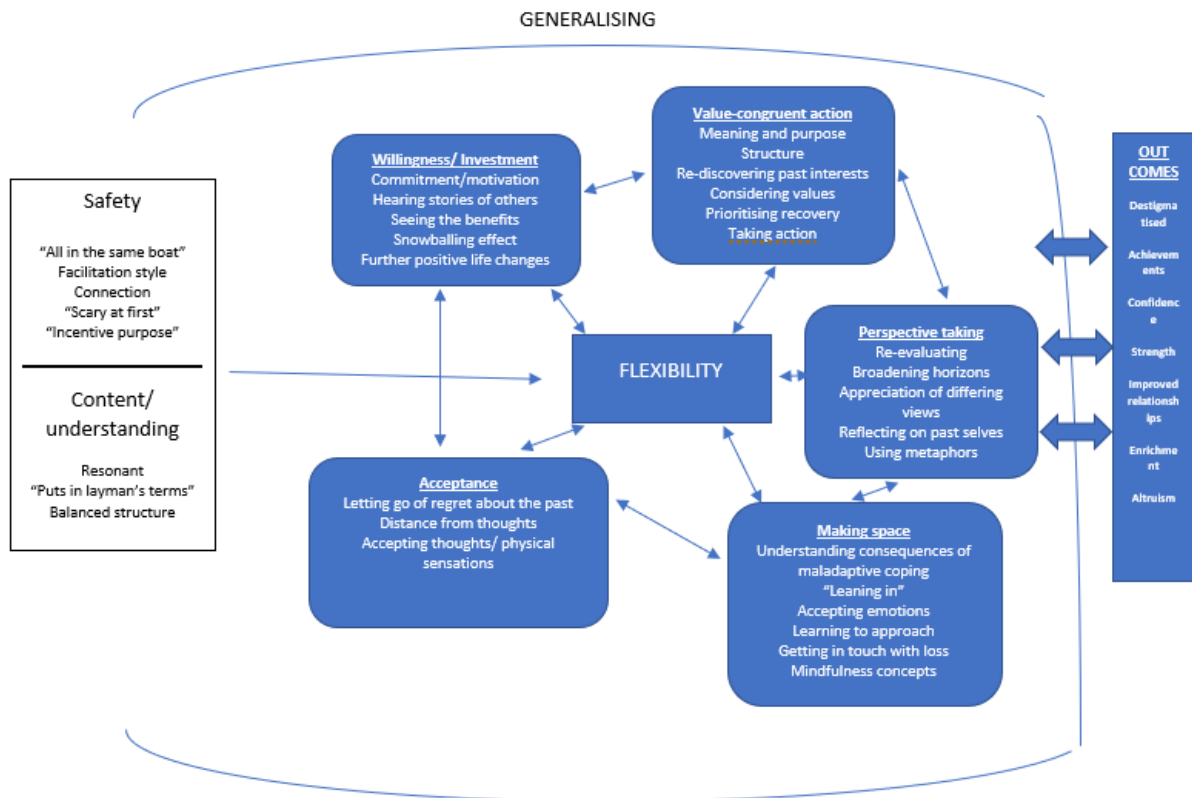 GENERALISING
Safety
“All in the same boat”
Facilitation style
Connection
“Scary at first”
“Incentive purpose”
Content/
understanding
Resonant
“Puts in layman’s terms”
Balanced structure
Willingness/ Investment
Commitment/motivation
Hearing stories of others
Seeing the benefits
Snowballing effect
Further positive life changes
Value-congruent action
Meaning and purpose
Structure
Re-discovering past interests
Considering values
Prioritising recovery
Taking action
FLEXIBILITY
Perspective taking
Re-evaluating
Broadening horizons
Appreciation of differing
views
Reflecting on past selves
Using metaphors
Acceptance
Letting go of regret about the past
Distance from thoughts
Accepting thoughts/ physical
sensations
Making space
Understanding consequences of
maladaptive coping
“Leaning in”
Accepting emotions
Learning to approach
Getting in touch with loss
Mindfulness concepts
OUT
COMES
Destigma
tised
Achievem
ents
Confidenc
e
Strength
Improved
relationsh
ips
Enrichme
nt
Altruism